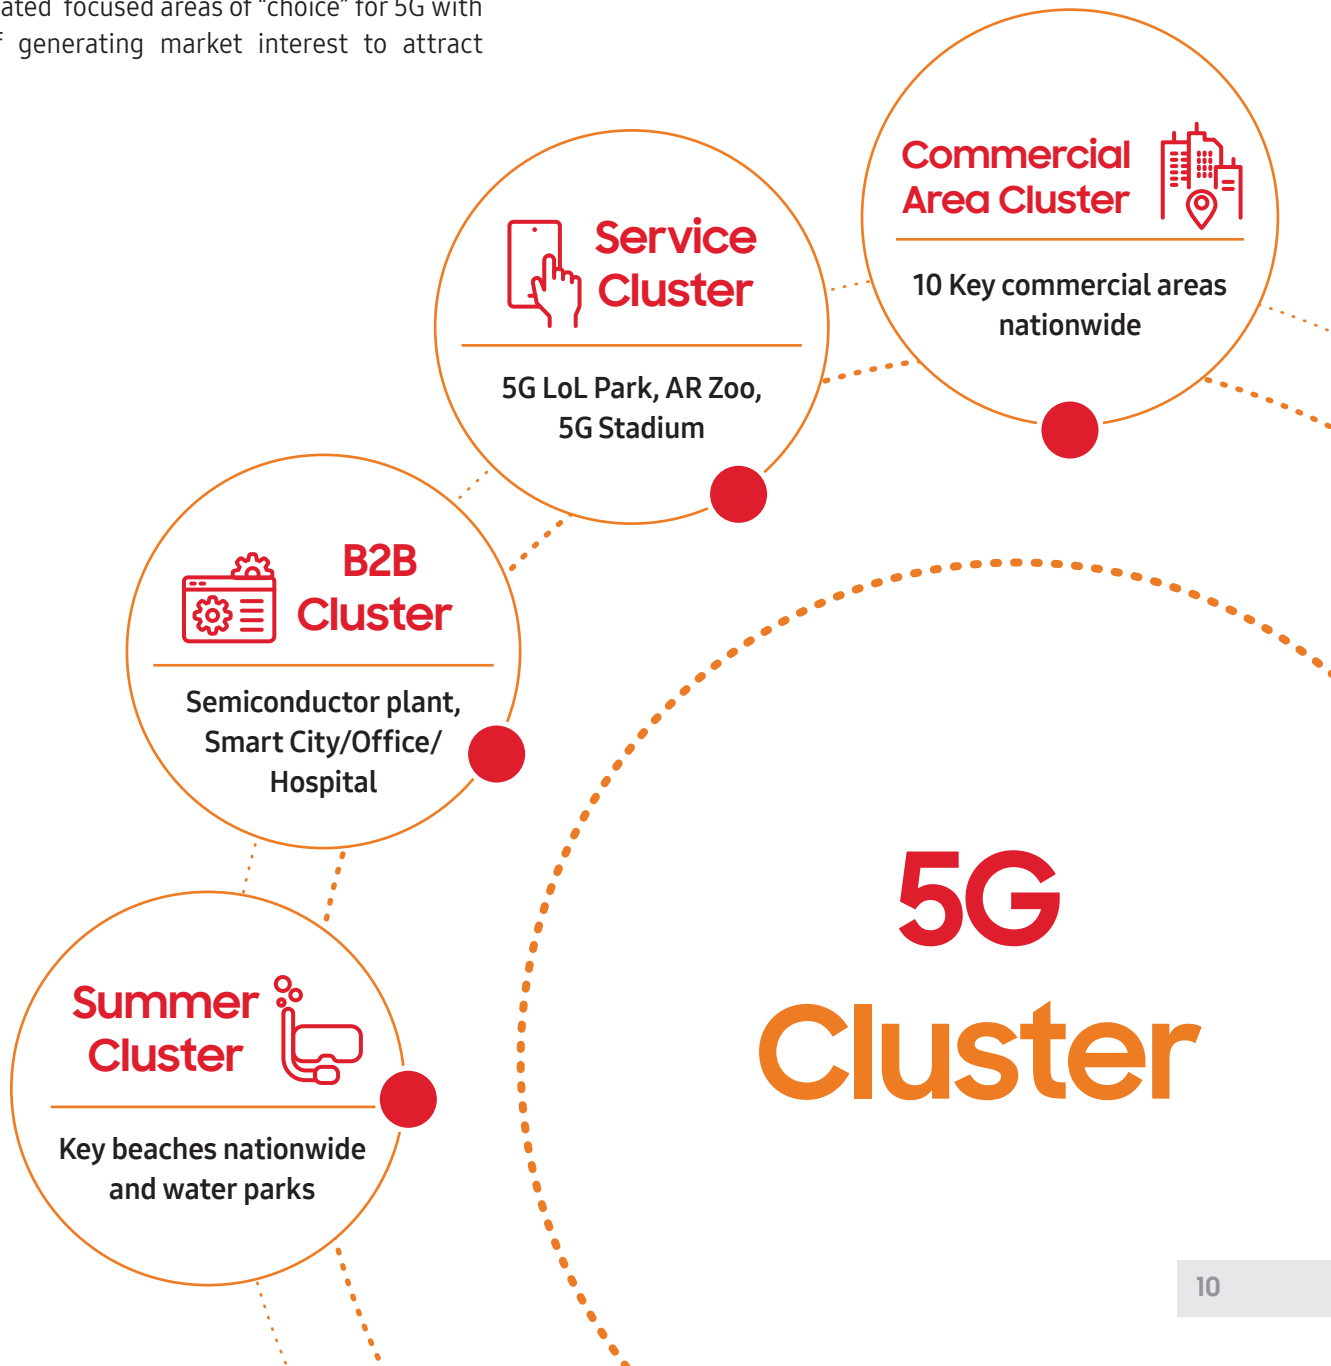 focused areas of “choice” for 5G with
generating market interest to attract
Commercial
Area Cluster
10 Key commercial areas
nationwide
Service
Cluster
5G LoL Park, AR Zoo,
5G Stadium
B2B
Cluster
Semiconductor plant,
Smart City/Office/
Hospital
Summer
Cluster
Key beaches nationwide
and water parks
5G
Cluster
10